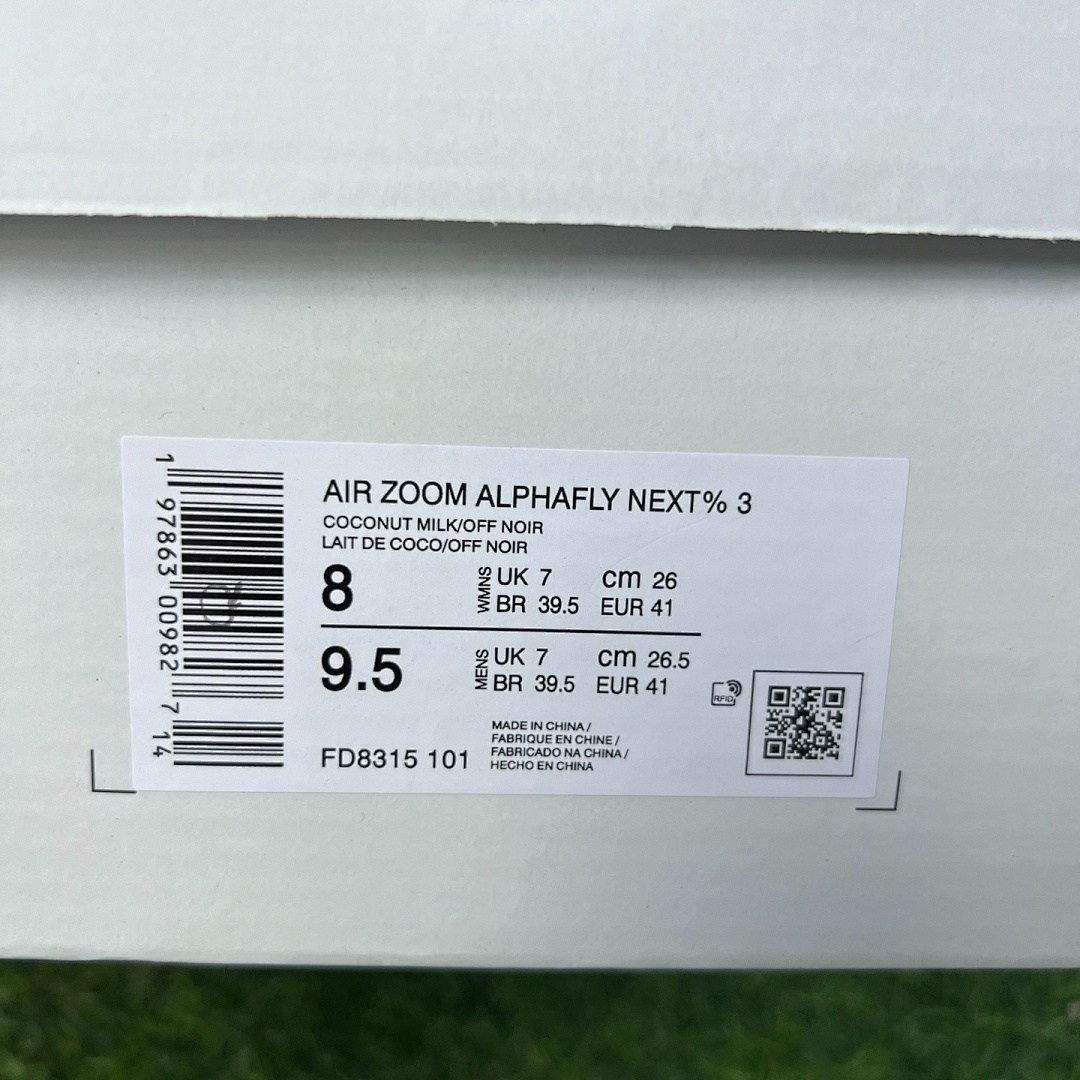 AIR ZOOM ALPHAFLY NEXT% 3
COCONUT MILK/OFF NOIR
LAIT DE COCO/OFF NOIR
8 WMNS UK 7 cm 26
BR 39.5 EUR 41
9.5 MENS UK 7 cm 26.5
BR 39.5 EUR 41
FD8315 101
MADE IN CHINA /
FABRIQUE EN CHINE /
FABRICADO NA CHINA /
HECHO EN CHINA
RFID
1 97863 00982 7 14